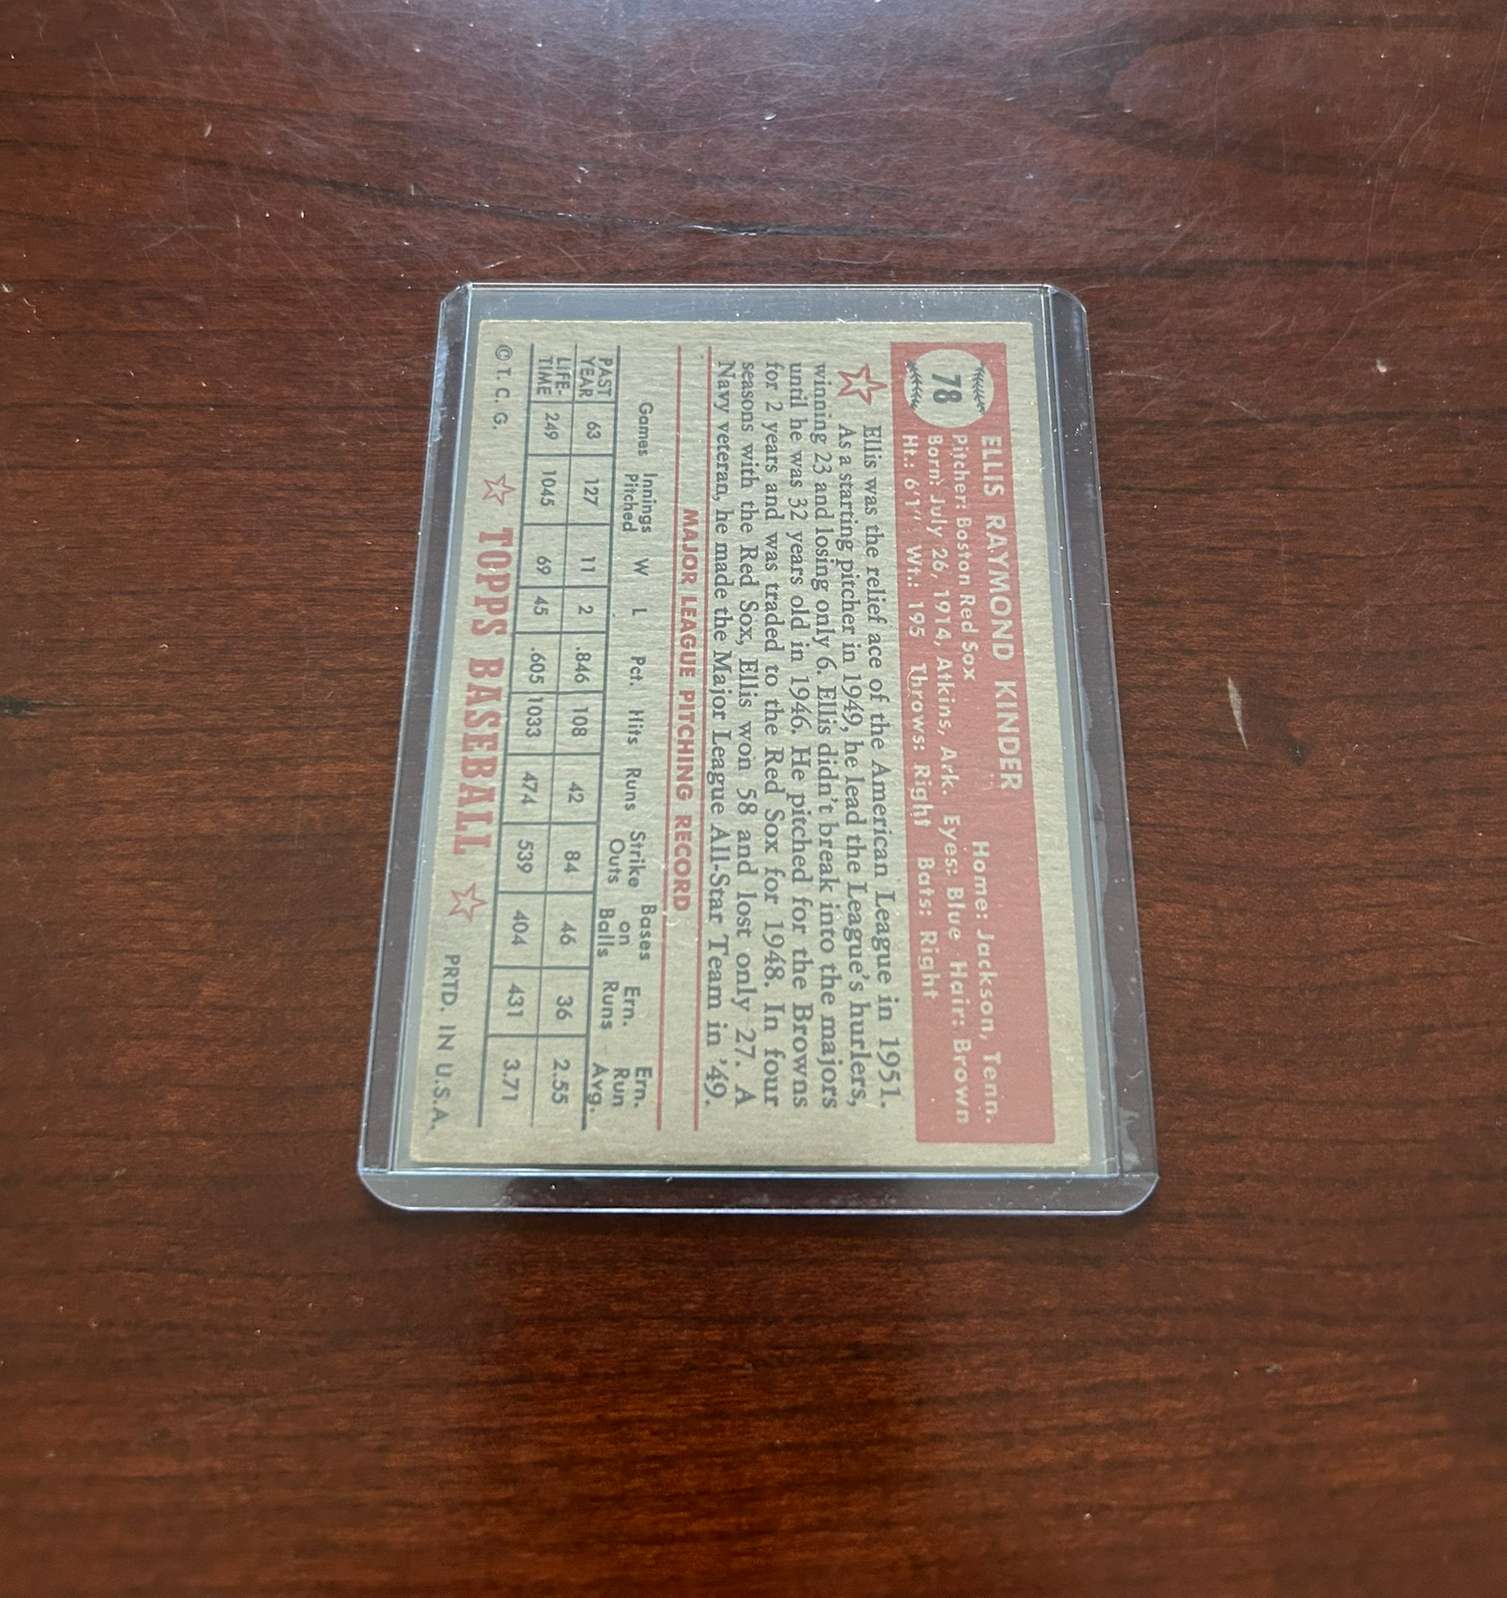 78
ELLIS RAYMOND KINDER
Pitcher: Boston Red Sox Home: Jackson, Tenn.
Born: July 26, 1914, Atkins, Ark. Eyes: Blue Hair: Brown
Ht.: 6'1" Wt.: 195 Throws: Right Bats: Right
Ellis was the relief ace of the American League in 1951.
As a starting pitcher in 1949, he lead the League's hurlers,
winning 23 and losing only 6. Ellis didn't break into the majors
until he was 32 years old in 1946. He pitched for the Browns
for 2 years and was traded to the Red Sox for 1948. In four
seasons with the Red Sox, Ellis won 58 and lost only 27. A
Navy veteran, he made the Major League All-Star Team in '49.
MAJOR LEAGUE PITCHING RECORD
Games Innings Pitched W L Pct. Hits Runs Strike Outs Bases on Balls Ern. Runs Ern. Run Avg.
PAST YEAR 63 127 11 2 .846 108 42 84 46 36 2.55
LIFE-TIME 249 1045 69 45 .605 1033 474 539 404 431 3.71
© T. C. G. TOPPS BASEBALL PRTD. IN U.S.A.